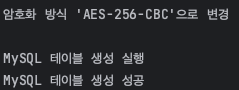 암호화 방식 'AES-256-CBC'으로 변경
MySQL 테이블 생성 실행
MySQL 테이블 생성 성공